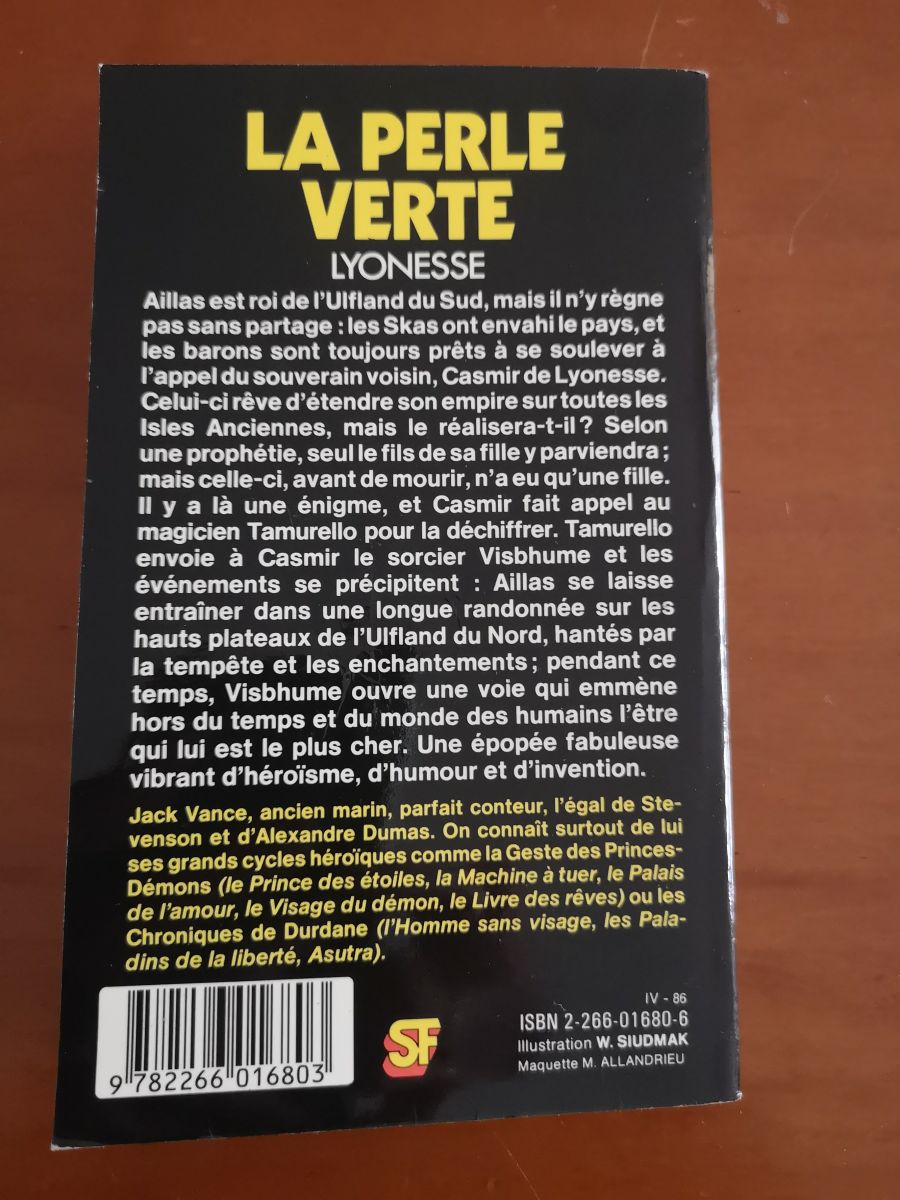 LA PERLE
VERTE
LYONESSE
Aillas est roi de l'Ulfland du Sud, mais il n'y règne
pas sans partage : les Skas ont envahi le pays, et
les barons sont toujours prêts à se soulever à
l'appel du souverain voisin, Casmir de Lyonesse.
Celui-ci rêve d'étendre son empire sur toutes les
Isles Anciennes, mais le réalisera-t-il ? Selon
une prophétie, seul le fils de sa fille y parviendra ;
mais celle-ci, avant de mourir, n'a eu qu'une fille.
Il y a là une énigme, et Casmir fait appel au
magicien Tamurello pour la déchiffrer. Tamurello
envoie à Casmir le sorcier Visbhume et les
événements se précipitent : Aillas se laisse
entraîner dans une longue randonnée sur les
hauts plateaux de l'Ulfland du Nord, hantés par
la tempête et les enchantements ; pendant ce
temps, Visbhume ouvre une voie qui emmène
hors du temps et du monde des humains l'être
qui lui est le plus cher. Une épopée fabuleuse
vibrant d'héroïsme, d'humour et d'invention.
Jack Vance, ancien marin, parfait conteur, l'égal de Ste-
venson et d'Alexandre Dumas. On connaît surtout de lui
ses grands cycles héroïques comme la Geste des Princes-
Démons (le Prince des étoiles, la Machine à tuer, le Palais
de l'amour, le Visage du démon, le Livre des rêves) ou les
Chroniques de Durdane (l'Homme sans visage, les Pala-
dins de la liberté, Asutra).
IV - 86
ISBN 2-266-01680-6
Illustration W. SIUDMAK
Maquette M. ALLANDRIEU
SF
9 782266 016803